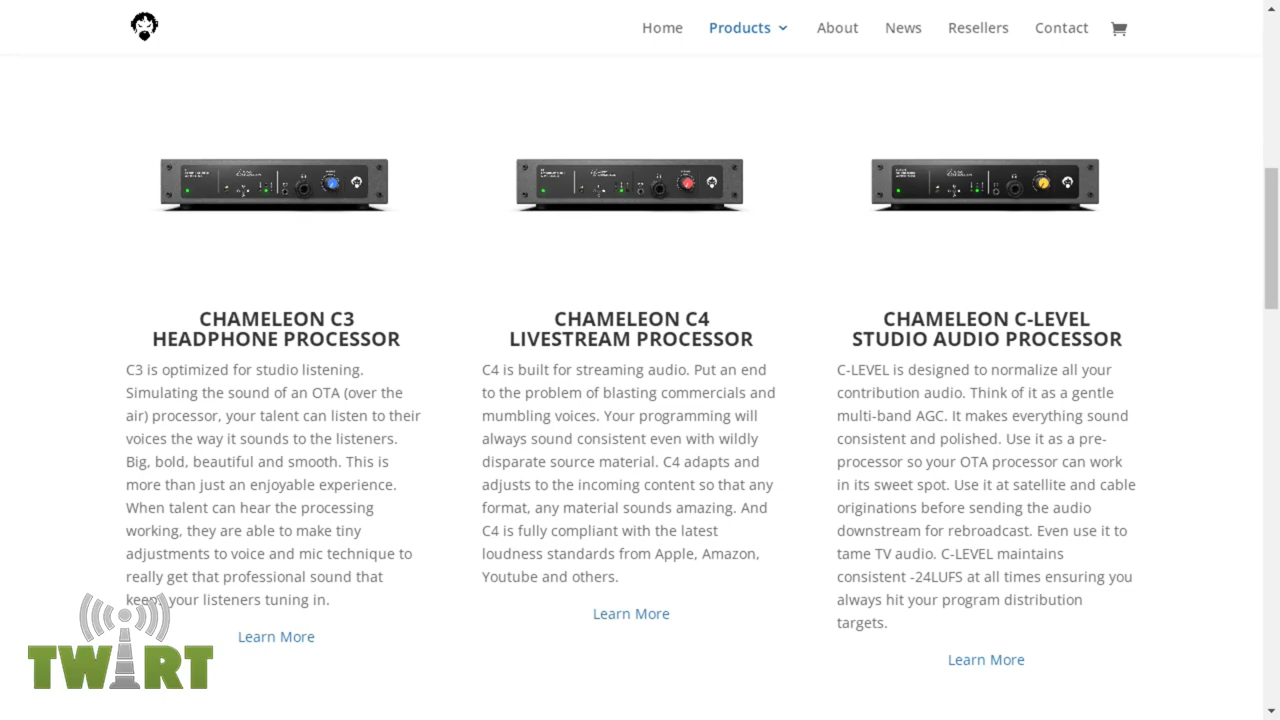 Home Products About News Resellers Contact
CHAMELEON C3
HEADPHONE PROCESSOR
C3 is optimized for studio listening.
Simulating the sound of an OTA (over the
air) processor, your talent can listen to their
voices the way it sounds to the listeners.
Big, bold, beautiful and smooth. This is
more than just an enjoyable experience.
When talent can hear the processing
working, they are able to make tiny
adjustments to voice and mic technique to
really get that professional sound that
keeps your listeners tuning in.
Learn More
CHAMELEON C4
LIVESTREAM PROCESSOR
C4 is built for streaming audio. Put an end
to the problem of blasting commercials and
mumbling voices. Your programming will
always sound consistent even with wildly
disparate source material. C4 adapts and
adjusts to the incoming content so that any
format, any material sounds amazing. And
C4 is fully compliant with the latest
loudness standards from Apple, Amazon,
Youtube and others.
Learn More
CHAMELEON C-LEVEL
STUDIO AUDIO PROCESSOR
C-LEVEL is designed to normalize all your
contribution audio. Think of it as a gentle
multi-band AGC. It makes everything sound
consistent and polished. Use it as a pre-
processor so your OTA processor can work
in its sweet spot. Use it at satellite and cable
originations before sending the audio
downstream for rebroadcast. Even use it to
tame TV audio. C-LEVEL maintains
consistent -24LUFS at all times ensuring you
always hit your program distribution
targets.
Learn More
TWiRT